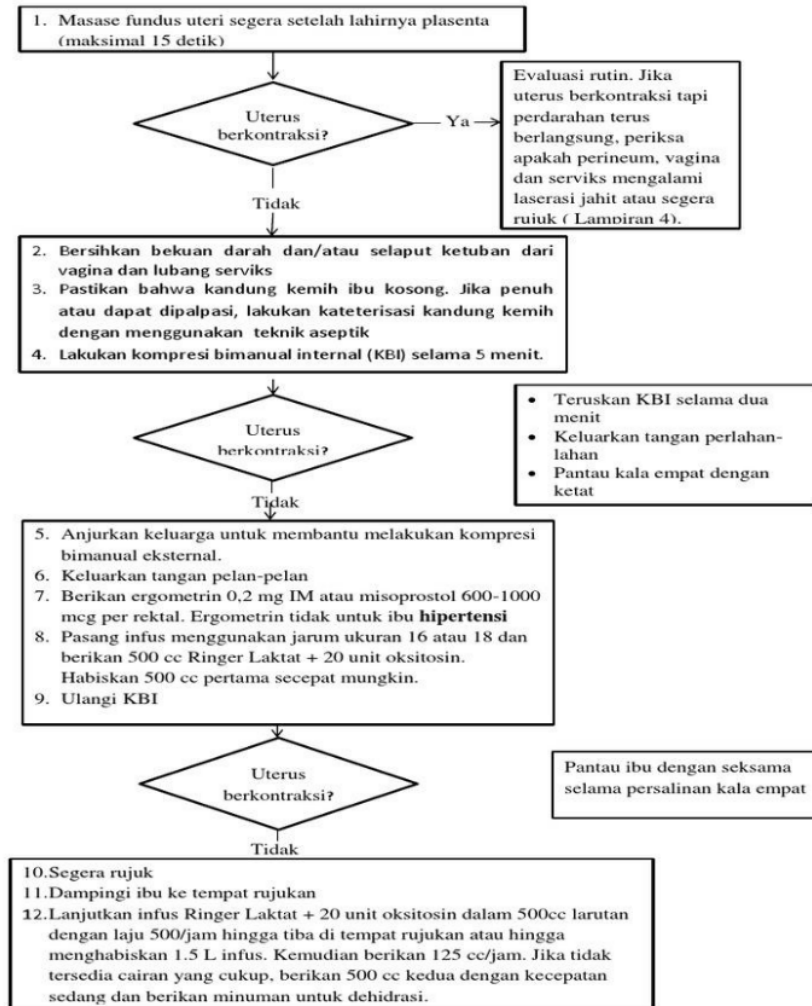 1. Masase fundus uteri segera setelah lahirnya plasenta
(maksimal 15 detik)
Uterus
berkontraksi?
Ya
Evaluasi rutin. Jika
uterus berkontraksi tapi
perdarahan terus
berlangsung, periksa
apakah perineum, vagina
dan serviks mengalami
laserasi jahit atau segera
rujuk ( Lampiran 4).
Tidak
2. Bersihkan bekuan darah dan/atau selaput ketuban dari
vagina dan lubang serviks
3. Pastikan bahwa kandung kemih ibu kosong. Jika penuh
atau dapat dipalpasi, lakukan kateterisasi kandung kemih
dengan menggunakan teknik aseptik
4. Lakukan kompresi bimanual internal (KBI) selama 5 menit.
Uterus
berkontraksi?
• Teruskan KBI selama dua
menit
• Keluarkan tangan perlahan-
lahan
• Pantau kala empat dengan
ketat
Tidak
5. Anjurkan keluarga untuk membantu melakukan kompresi
bimanual eksternal.
6. Keluarkan tangan pelan-pelan
7. Berikan ergometrin 0,2 mg IM atau misoprostol 600-1000
mcg per rektal. Ergometrin tidak untuk ibu hipertensi
8. Pasang infus menggunakan jarum ukuran 16 atau 18 dan
berikan 500 cc Ringer Laktat + 20 unit oksitosin.
Habiskan 500 cc pertama secepat mungkin.
9. Ulangi KBI
Uterus
berkontraksi?
Pantau ibu dengan seksama
selama persalinan kala empat
Tidak
10.Segera rujuk
11.Dampingi ibu ke tempat rujukan
12.Lanjutkan infus Ringer Laktat + 20 unit oksitosin dalam 500cc larutan
dengan laju 500/jam hingga tiba di tempat rujukan atau hingga
menghabiskan 1.5 L infus. Kemudian berikan 125 cc/jam. Jika tidak
tersedia cairan yang cukup, berikan 500 cc kedua dengan kecepatan
sedang dan berikan minuman untuk dehidrasi.